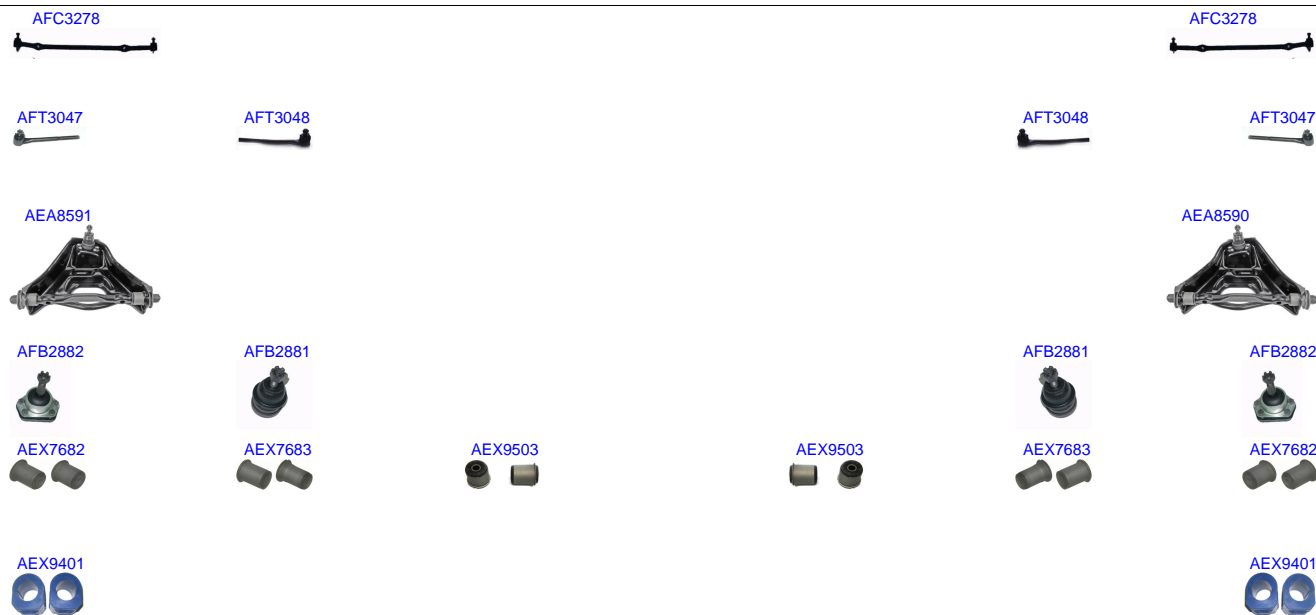 AFC3278 AFC3278
AFT3047 AFT3048 AFT3048 AFT3047
AEA8591 AEA8590
AFB2882 AFB2881 AFB2881 AFB2882
AEX7682 AEX7683 AEX9503 AEX9503 AEX7683 AEX7682
AEX9401 AEX9401